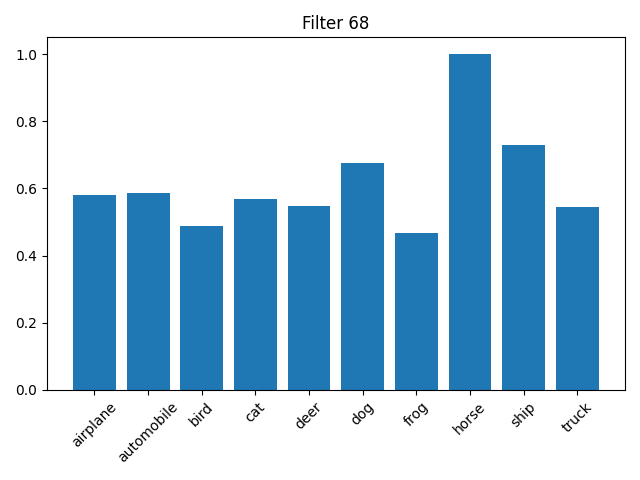 Filter 68
1.0
0.8
0.6
0.4
0.2
0.0
airplane
automobile
bird
cat
deer
dog
frog
horse
ship
truck